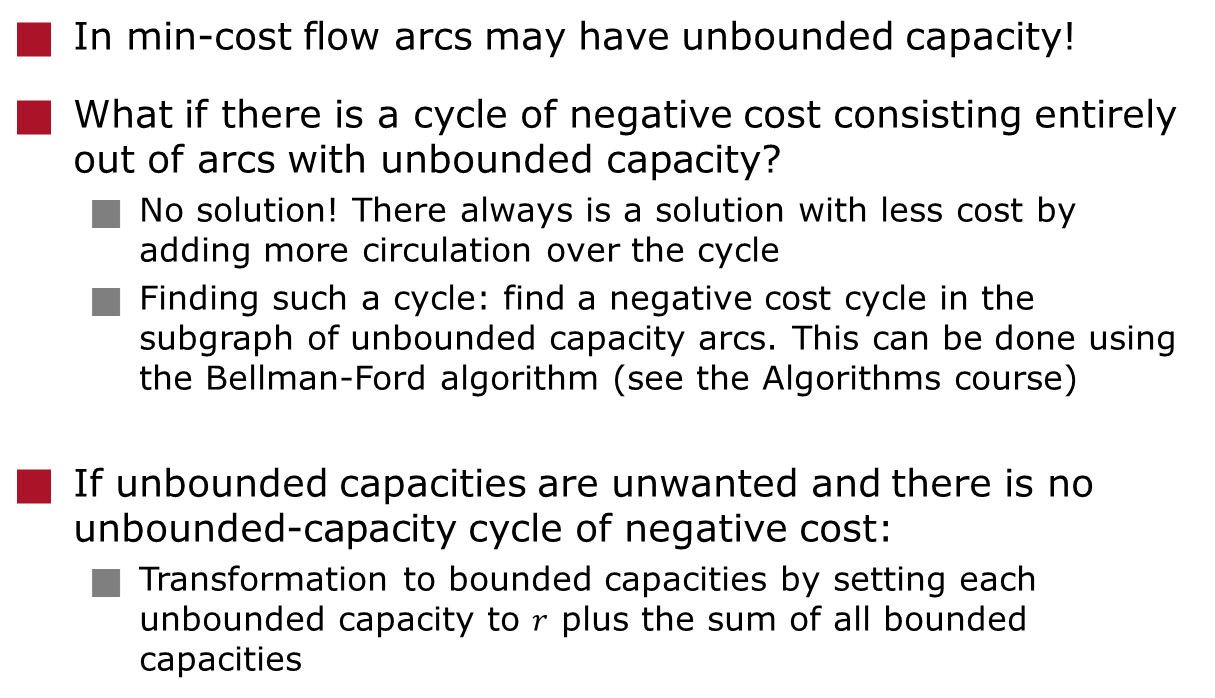 In min-cost flow arcs may have unbounded capacity!
What if there is a cycle of negative cost consisting entirely
out of arcs with unbounded capacity?
No solution! There always is a solution with less cost by
adding more circulation over the cycle
Finding such a cycle: find a negative cost cycle in the
subgraph of unbounded capacity arcs. This can be done using
the Bellman-Ford algorithm (see the Algorithms course)
If unbounded capacities are unwanted and there is no
unbounded-capacity cycle of negative cost:
Transformation to bounded capacities by setting each
unbounded capacity to r plus the sum of all bounded
capacities